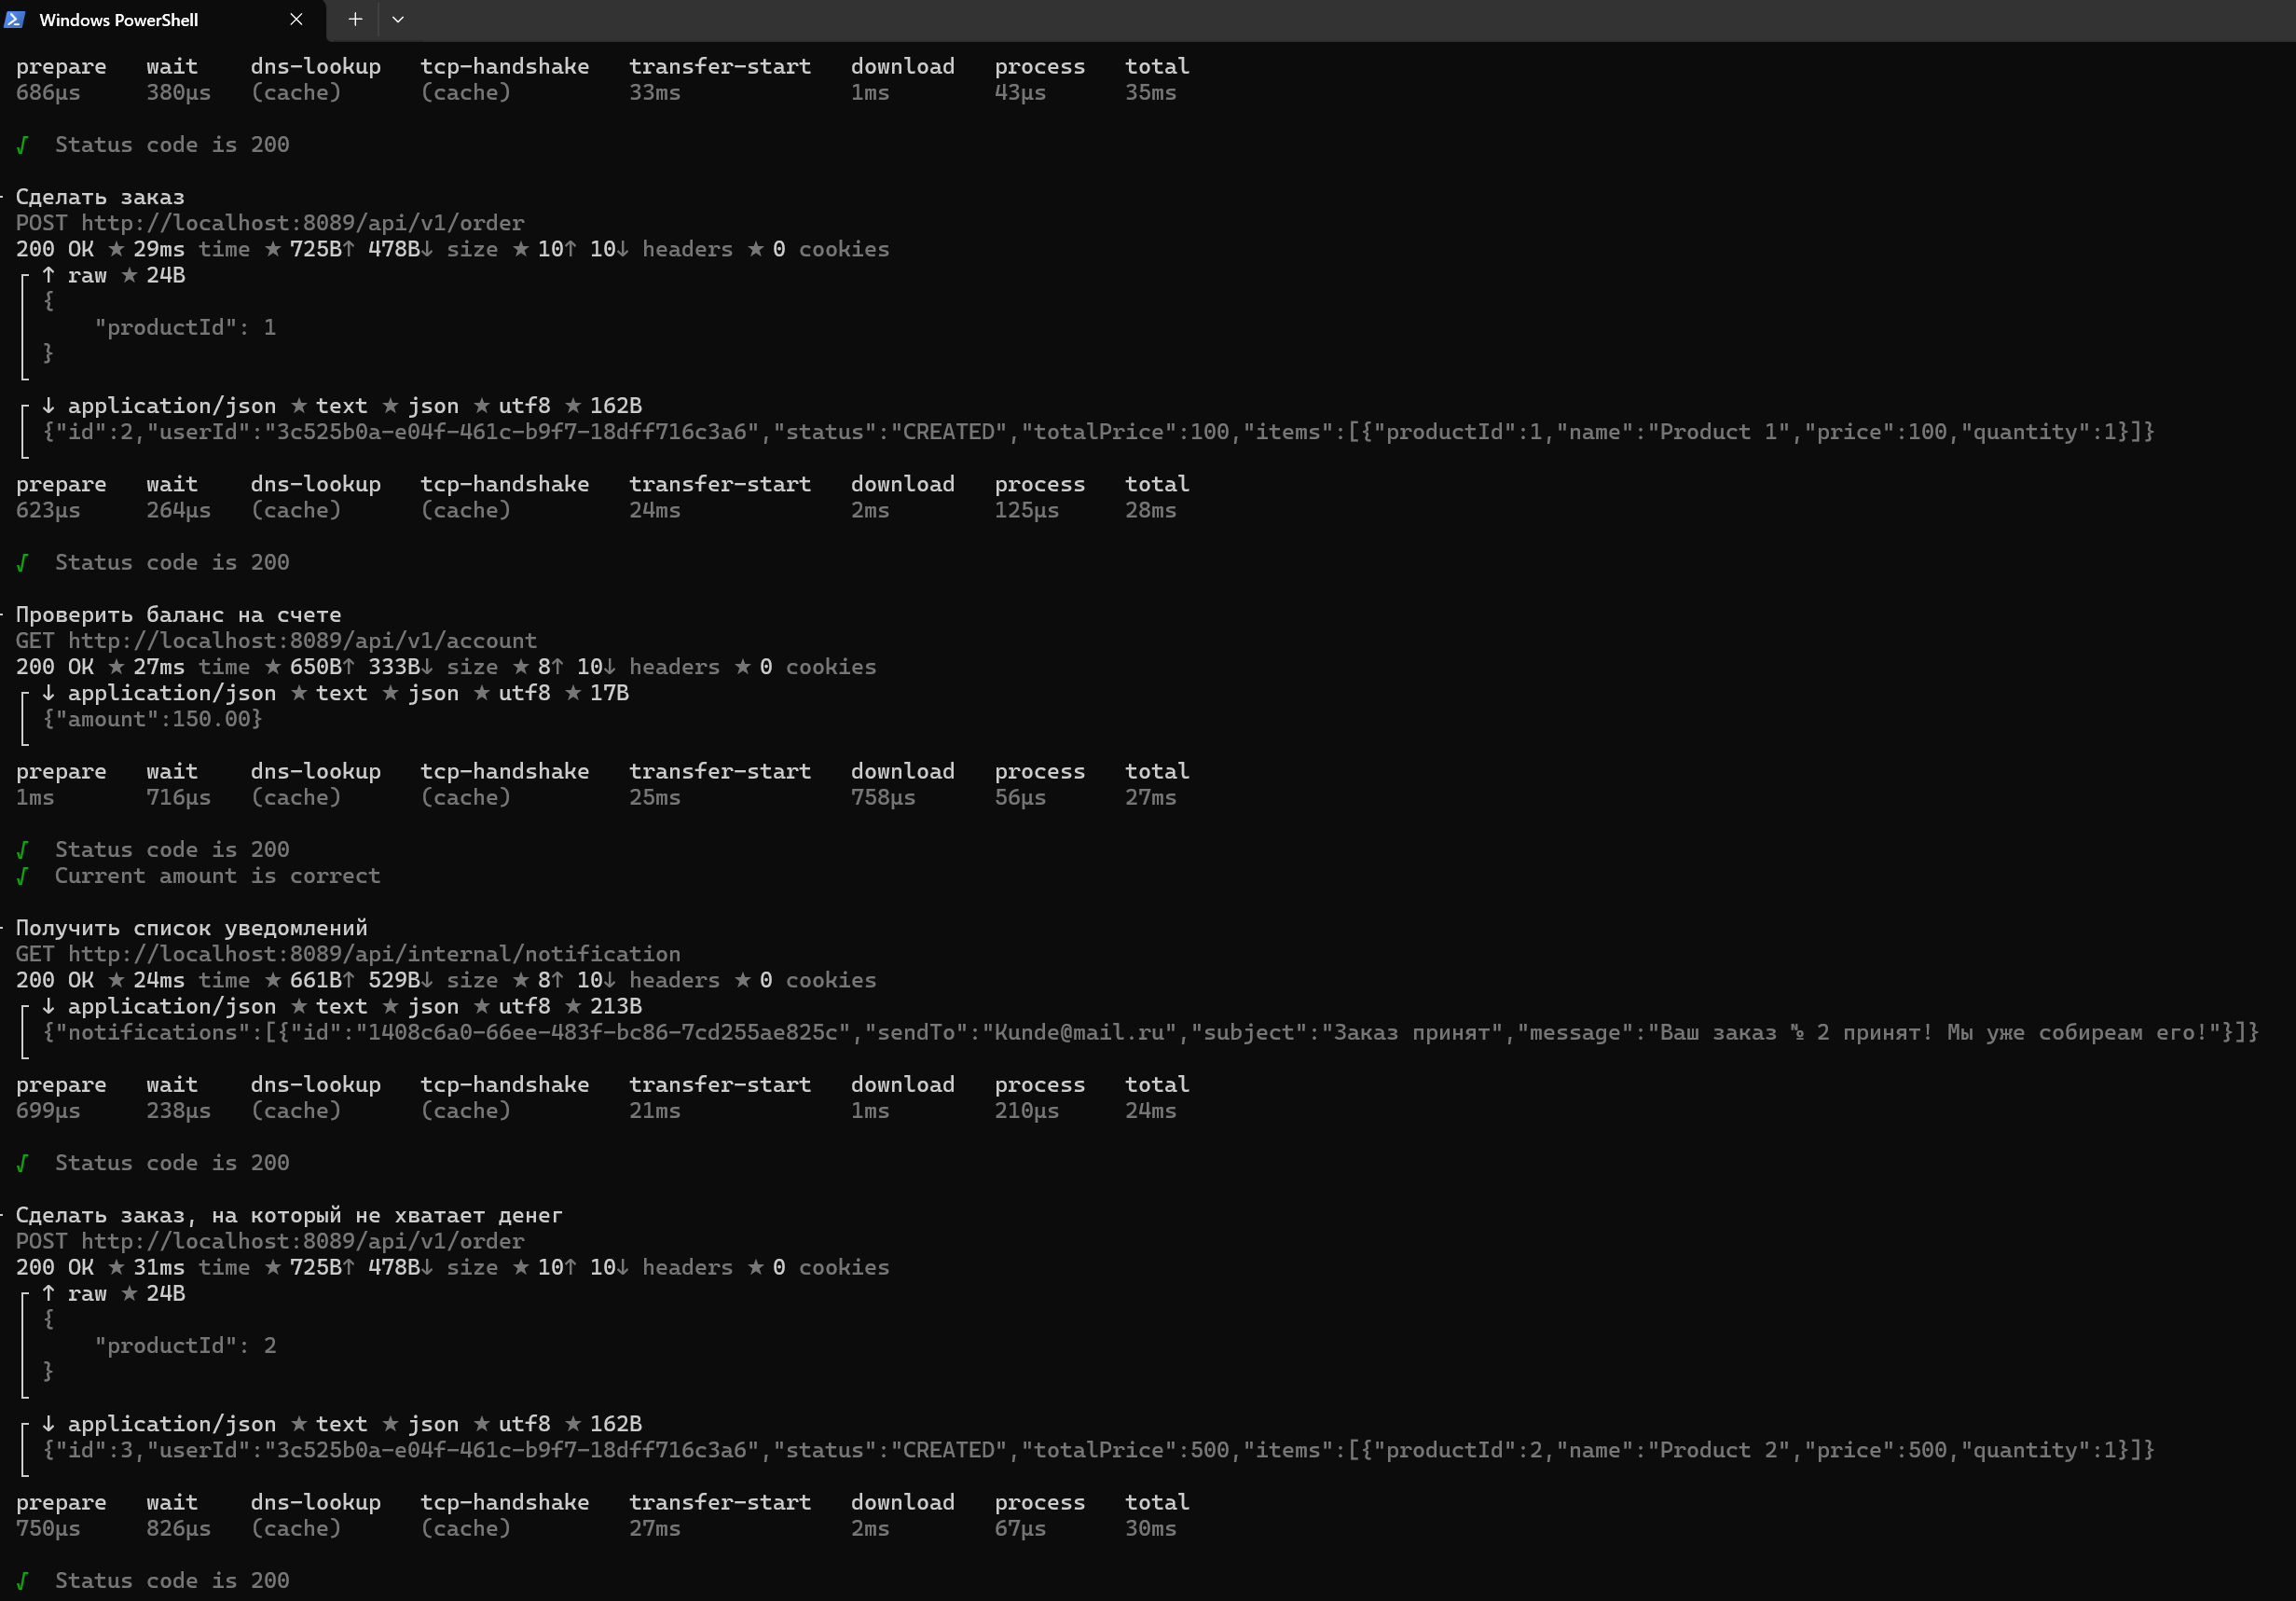 Windows PowerShell
prepare wait dns-lookup tcp-handshake transfer-start download process total
686µs 380µs (cache) (cache) 33ms 1ms 43µs 35ms
√ Status code is 200
Сделать заказ
POST http://localhost:8089/api/v1/order
200 OK ★ 29ms time ★ 725B↑ 478B↓ size ★ 10↑ 10↓ headers ★ 0 cookies
↑ raw ★ 24B
{
"productId": 1
}
↓ application/json ★ text ★ json ★ utf8 ★ 162B
{"id":2,"userId":"3c525b0a-e04f-461c-b9f7-18dff716c3a6","status":"CREATED","totalPrice":100,"items":[{"productId":1,"name":"Product 1","price":100,"quantity":1}]}
prepare wait dns-lookup tcp-handshake transfer-start download process total
623µs 264µs (cache) (cache) 24ms 2ms 125µs 28ms
√ Status code is 200
Проверить баланс на счете
GET http://localhost:8089/api/v1/account
200 OK ★ 27ms time ★ 650B↑ 333B↓ size ★ 8↑ 10↓ headers ★ 0 cookies
↓ application/json ★ text ★ json ★ utf8 ★ 17B
{"amount":150.00}
prepare wait dns-lookup tcp-handshake transfer-start download process total
1ms 716µs (cache) (cache) 25ms 758µs 56µs 27ms
√ Status code is 200
√ Current amount is correct
Получить список уведомлений
GET http://localhost:8089/api/internal/notification
200 OK ★ 24ms time ★ 661B↑ 529B↓ size ★ 8↑ 10↓ headers ★ 0 cookies
↓ application/json ★ text ★ json ★ utf8 ★ 213B
{"notifications":[{"id":"1408c6a0-66ee-483f-bc86-7cd255ae825c","sendTo":"Kunde@mail.ru","subject":"Заказ принят","message":"Ваш заказ № 2 принят! Мы уже собиреам его!"}]}
prepare wait dns-lookup tcp-handshake transfer-start download process total
699µs 238µs (cache) (cache) 21ms 1ms 210µs 24ms
√ Status code is 200
Сделать заказ, на который не хватает денег
POST http://localhost:8089/api/v1/order
200 OK ★ 31ms time ★ 725B↑ 478B↓ size ★ 10↑ 10↓ headers ★ 0 cookies
↑ raw ★ 24B
{
"productId": 2
}
↓ application/json ★ text ★ json ★ utf8 ★ 162B
{"id":3,"userId":"3c525b0a-e04f-461c-b9f7-18dff716c3a6","status":"CREATED","totalPrice":500,"items":[{"productId":2,"name":"Product 2","price":500,"quantity":1}]}
prepare wait dns-lookup tcp-handshake transfer-start download process total
750µs 826µs (cache) (cache) 27ms 2ms 67µs 30ms
√ Status code is 200